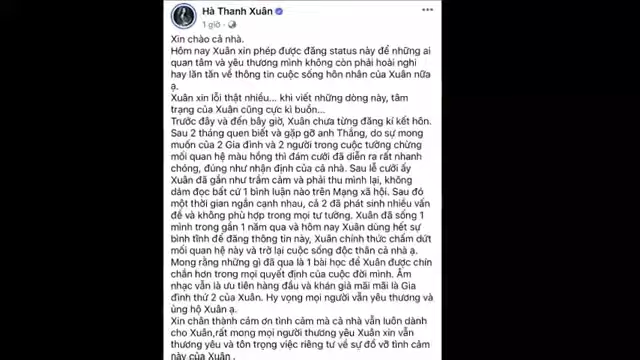 Hà Thanh Xuân
1 giờ
Xin chào cả nhà.
Hôm nay Xuân xin phép được đăng status này để những ai
quan tâm và yêu thương mình không còn phải hoài nghi
hay lăn tăn về thông tin cuộc sống hôn nhân của Xuân nữa
ạ.
Xuân xin lỗi thật nhiều... khi viết những dòng này, tâm
trạng của Xuân cũng cực kì buồn...
Trước đây và đến bây giờ, Xuân chưa từng đăng kí kết hôn.
Sau 2 tháng quen biết và gặp gỡ anh Thắng, do sự mong
muốn của 2 Gia đình và 2 người trong cuộc tưởng chừng
mối quan hệ màu hồng thì đám cưới đã diễn ra rất nhanh
chóng, đúng như nhận định của cả nhà. Sau lễ cưới ấy
Xuân đã gần như trầm cảm và phải thu mình lại, không
dám đọc bất cứ 1 bình luận nào trên Mạng xã hội. Sau đó
một thời gian ngắn cạnh nhau, cả 2 đã phát sinh nhiều vấn
đề và không phù hợp trong mọi tư tưởng. Xuân đã sống 1
mình trong gần 1 năm qua và hôm nay Xuân dùng hết sự
bình tĩnh để đăng thông tin này, Xuân chính thức chấm dứt
mối quan hệ này và trở lại cuộc sống độc thân cả nhà ạ.
Mong rằng những gì đã qua là 1 bài học để Xuân được chín
chắn hơn trong mọi quyết định của cuộc đời mình. Âm
nhạc vẫn là ưu tiên hàng đầu và khán giả mãi mãi là Gia
đình thứ 2 của Xuân. Hy vọng mọi người vẫn yêu thương và
ủng hộ Xuân ạ.
Xin chân thành cám ơn tình cảm mà cả nhà vẫn luôn dành
cho Xuân,rất mong mọi người thương yêu Xuân xin vẫn
thương yêu và tôn trọng việc riêng tư về sự đổ vỡ tình cảm
này của Xuân .